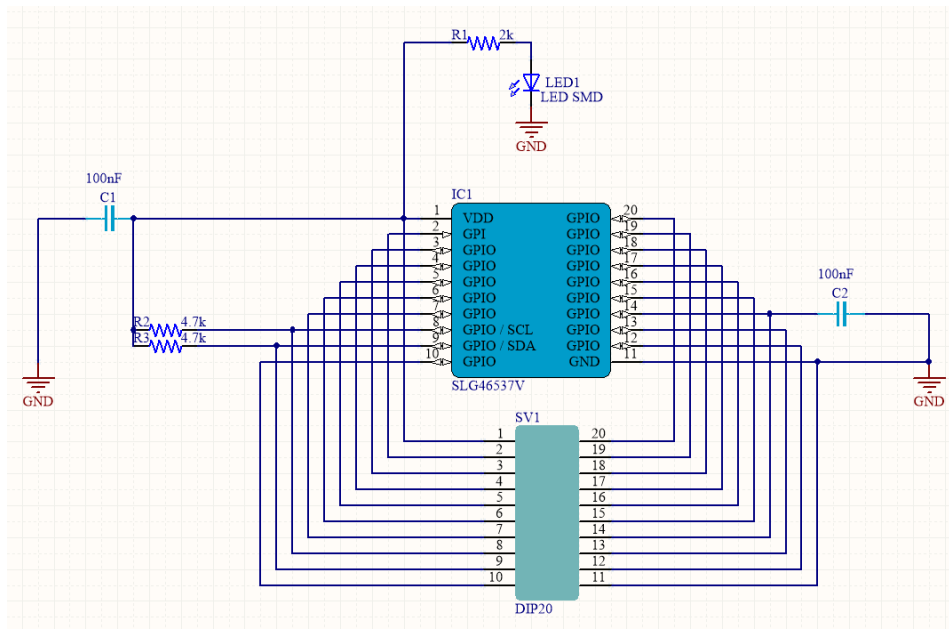 R1 2k
LED1
LED SMD
GND
100nF
C1
IC1
1 VDD GPIO 20
2 GPI GPIO 19
3 GPIO GPIO 18
4 GPIO GPIO 17
5 GPIO GPIO 16
6 GPIO GPIO 15
7 GPIO GPIO 14
8 GPIO / SCL GPIO 13
9 GPIO / SDA GPIO 12
10 GPIO GND 11
SLG46537V
100nF
C2
R2 4.7k
R3 4.7k
GND
GND
SV1
1 20
2 19
3 18
4 17
5 16
6 15
7 14
8 13
9 12
10 11
DIP20